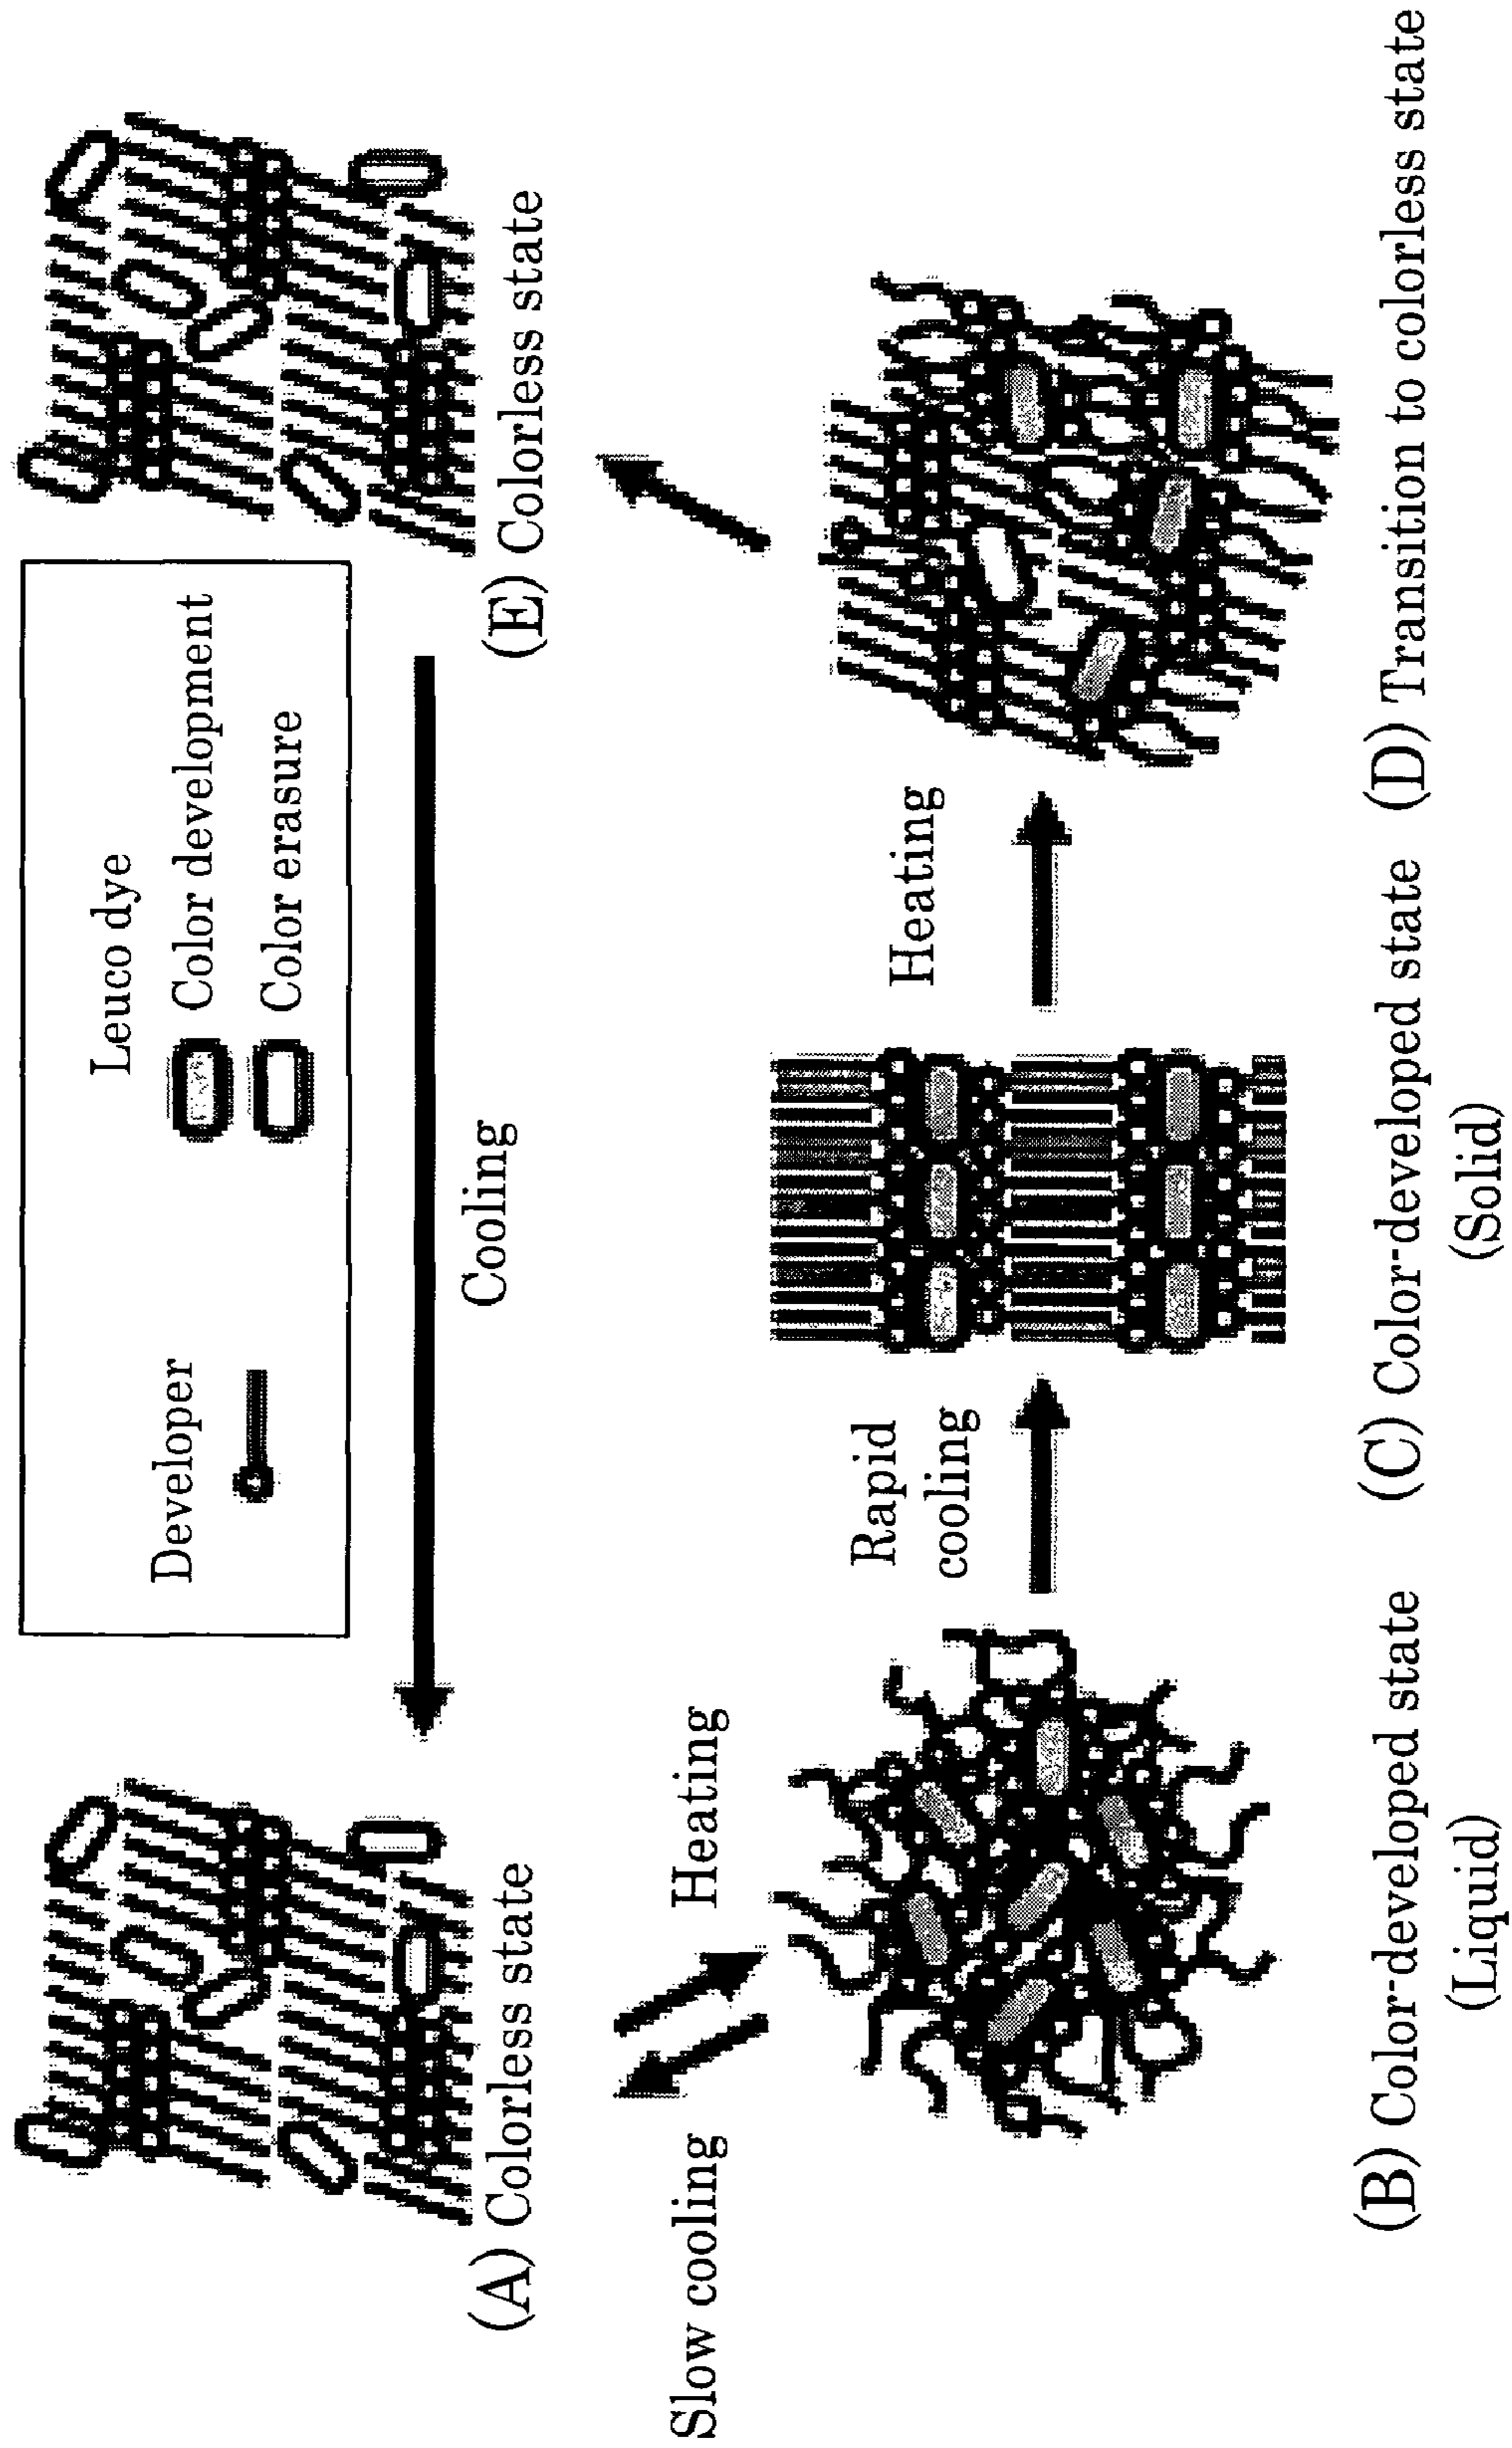 Developer
Leuco dye
Color development
Color erasure
(A) Colorless state
Cooling
(E) Colorless state
Slow cooling
Heating
Rapid
cooling
Heating
(B) Color-developed state
(Liquid)
(C) Color-developed state
(Solid)
(D) Transition to colorless state